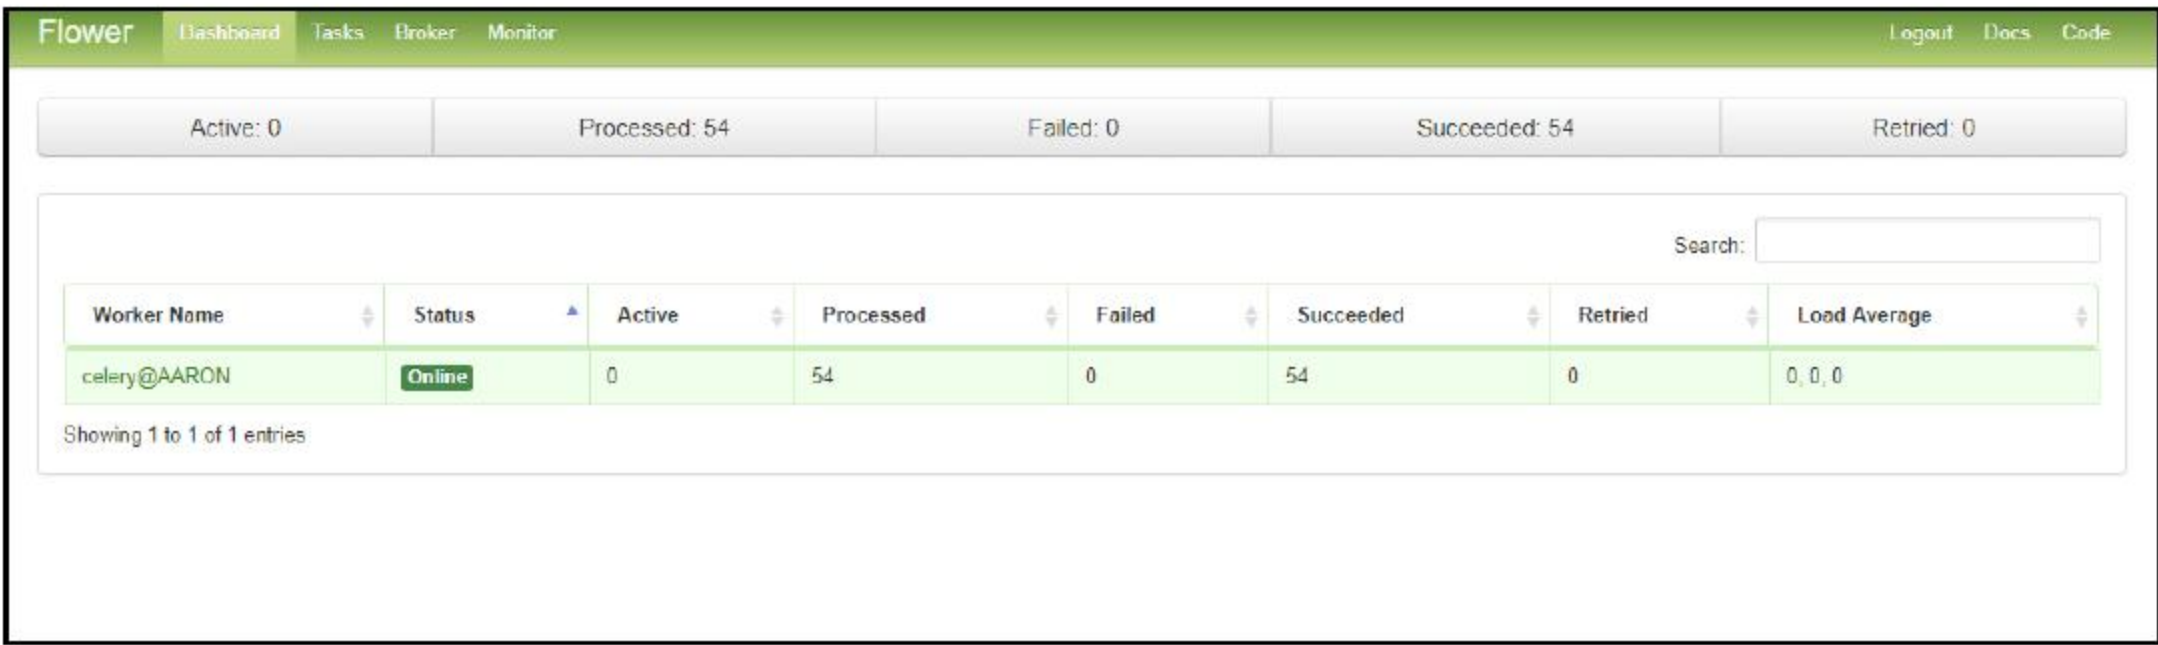 Flower Dashboard Tasks Broker Monitor Logout Docs Code
Active: 0 Processed: 54 Failed: 0 Succeeded: 54 Retried: 0
Search:
Worker Name Status Active Processed Failed Succeeded Retried Load Average
celery@AARON Online 0 54 0 54 0 0, 0, 0
Showing 1 to 1 of 1 entries